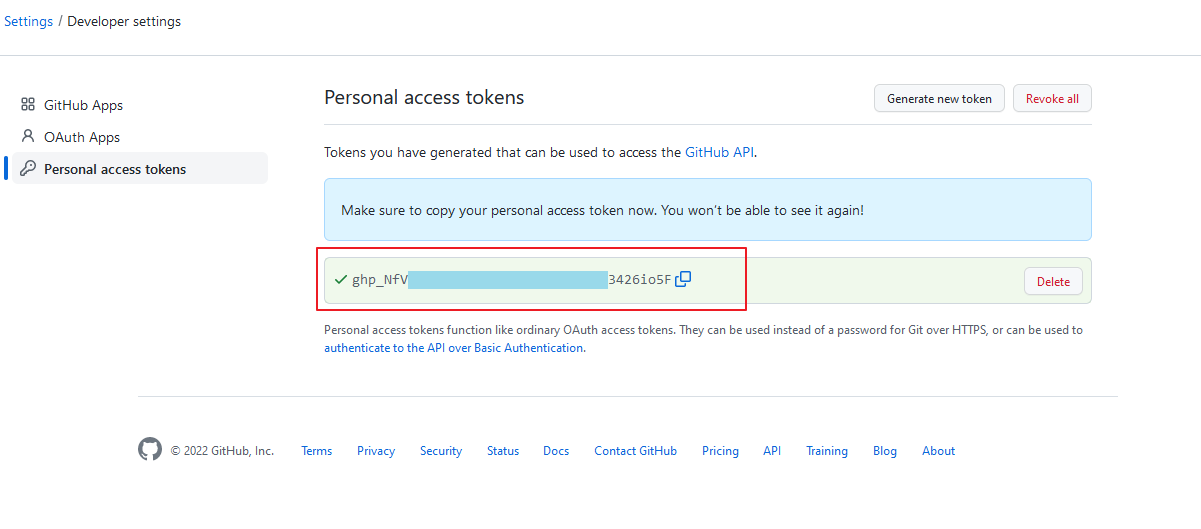 Settings / Developer settings
GitHub Apps
OAuth Apps
Personal access tokens
Personal access tokens
Generate new token
Revoke all
Tokens you have generated that can be used to access the GitHub API.
Make sure to copy your personal access token now. You won't be able to see it again!
ghp_NfV 3426io5F
Delete
Personal access tokens function like ordinary OAuth access tokens. They can be used instead of a password for Git over HTTPS, or can be used to
authenticate to the API over Basic Authentication.
© 2022 GitHub, Inc. Terms Privacy Security Status Docs Contact GitHub Pricing API Training Blog About